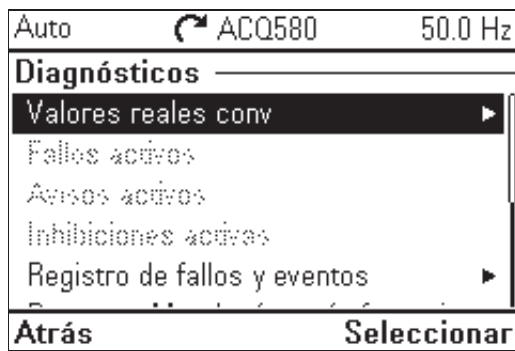 Auto ACQ580 50.0 Hz
Diagnósticos
Valores reales conv
Fallos activos
Avisos activos
Inhibiciones activas
Registro de fallos y eventos
Atrás Seleccionar